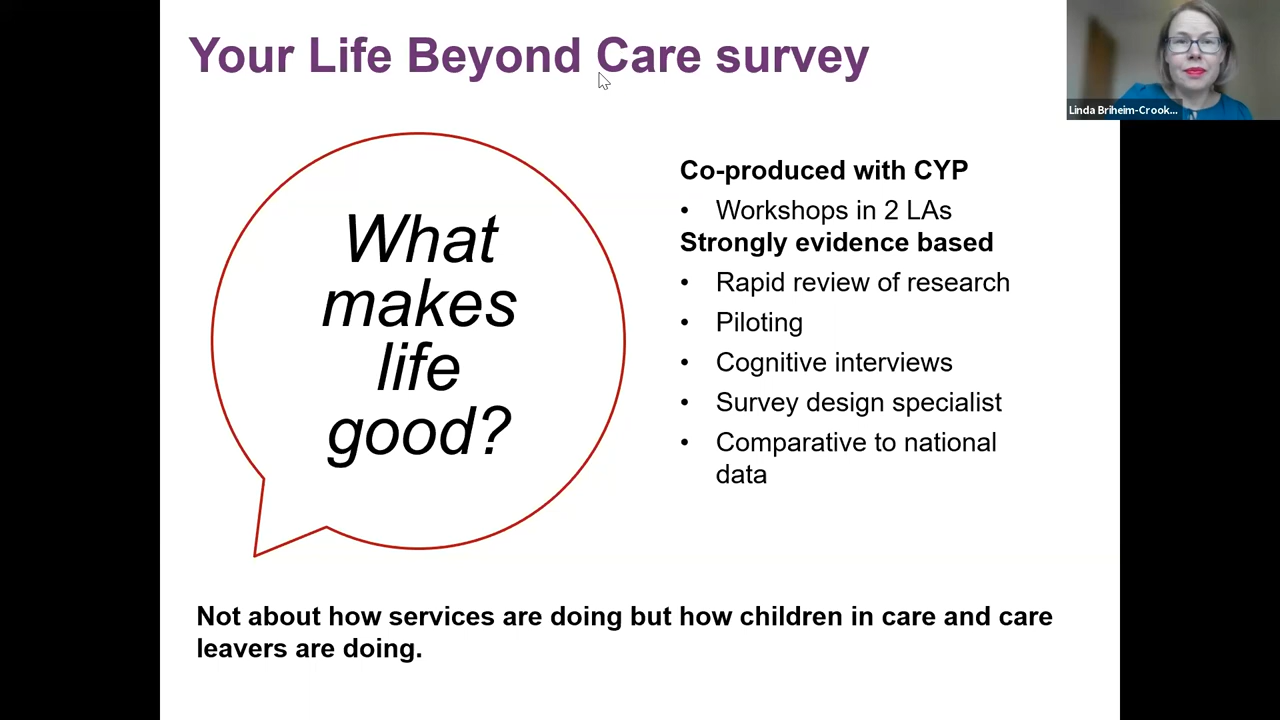 Your Life Beyond Care survey
Linda Briheim-Crook...
What
makes
life
good?
Co-produced with CYP
• Workshops in 2 LAs
Strongly evidence based
• Rapid review of research
• Piloting
• Cognitive interviews
• Survey design specialist
• Comparative to national
data
Not about how services are doing but how children in care and care
leavers are doing.